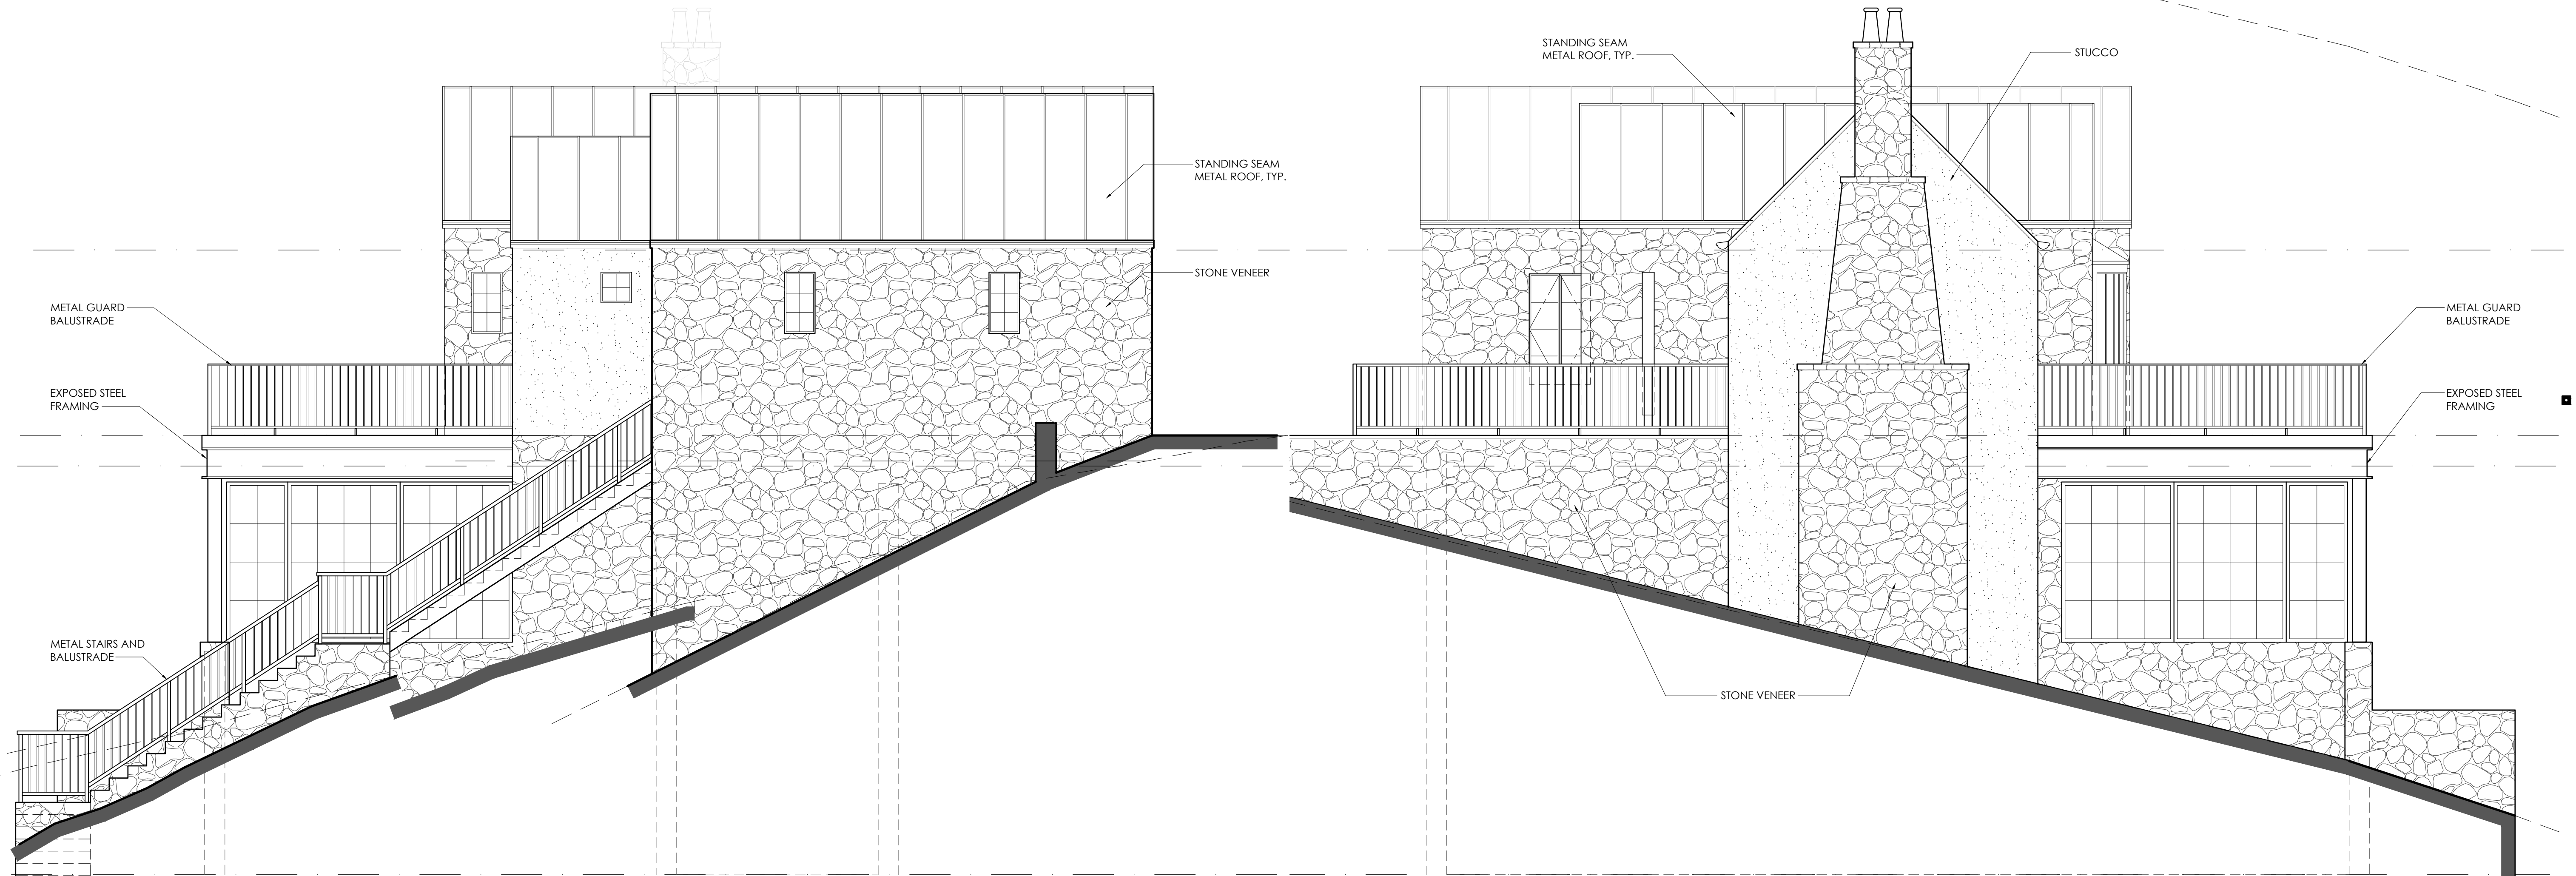 STANDING SEAM
METAL ROOF, TYP.
STONE VENEER
METAL GUARD
BALUSTRADE
EXPOSED STEEL
FRAMING
METAL STAIRS AND
BALUSTRADE
STANDING SEAM
METAL ROOF, TYP.
STUCCO
METAL GUARD
BALUSTRADE
EXPOSED STEEL
FRAMING
STONE VENEER